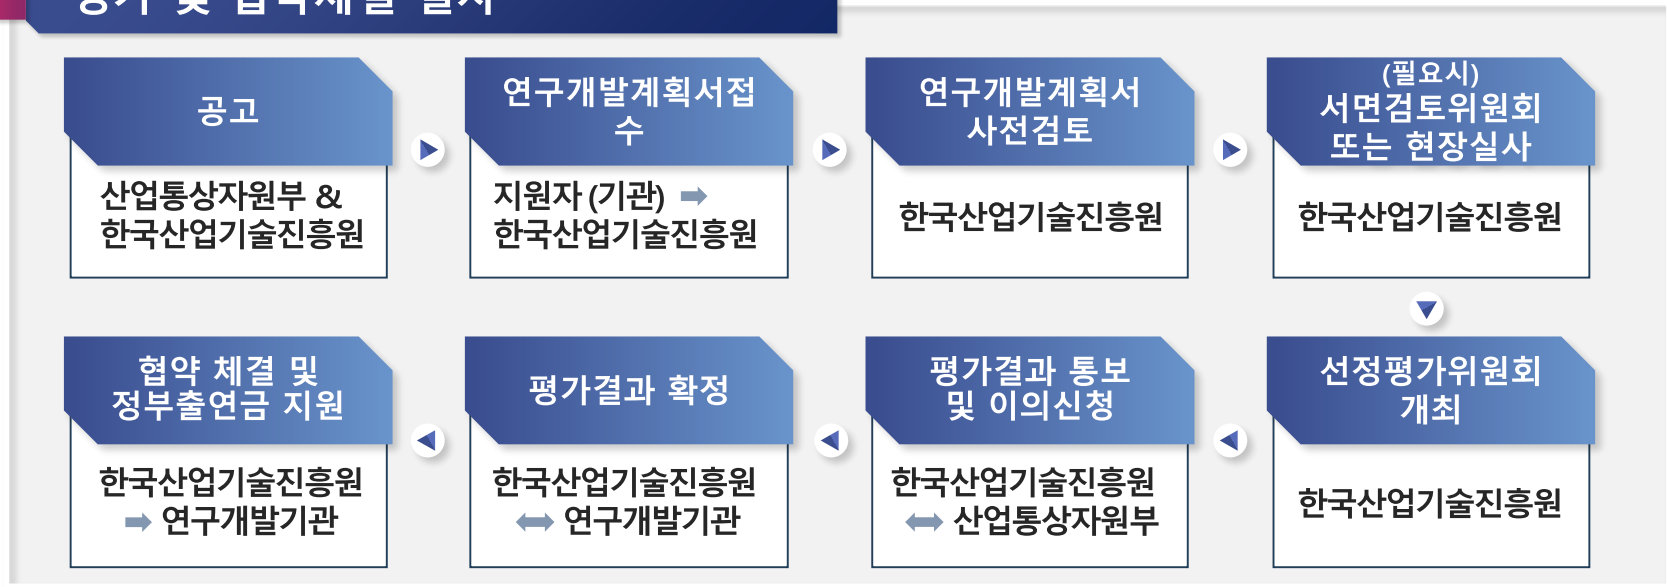 평가 및 협약체결 절차
공고
산업통상자원부 &
한국산업기술진흥원
연구개발계획서접
수
지원자 (기관) ➡
한국산업기술진흥원
연구개발계획서
사전검토
한국산업기술진흥원
(필요시)
서면검토위원회
또는 현장실사
한국산업기술진흥원
선정평가위원회
개최
한국산업기술진흥원
평가결과 통보
및 이의신청
한국산업기술진흥원
⬌ 산업통상자원부
평가결과 확정
한국산업기술진흥원
⬌ 연구개발기관
협약 체결 및
정부출연금 지원
한국산업기술진흥원
➡ 연구개발기관